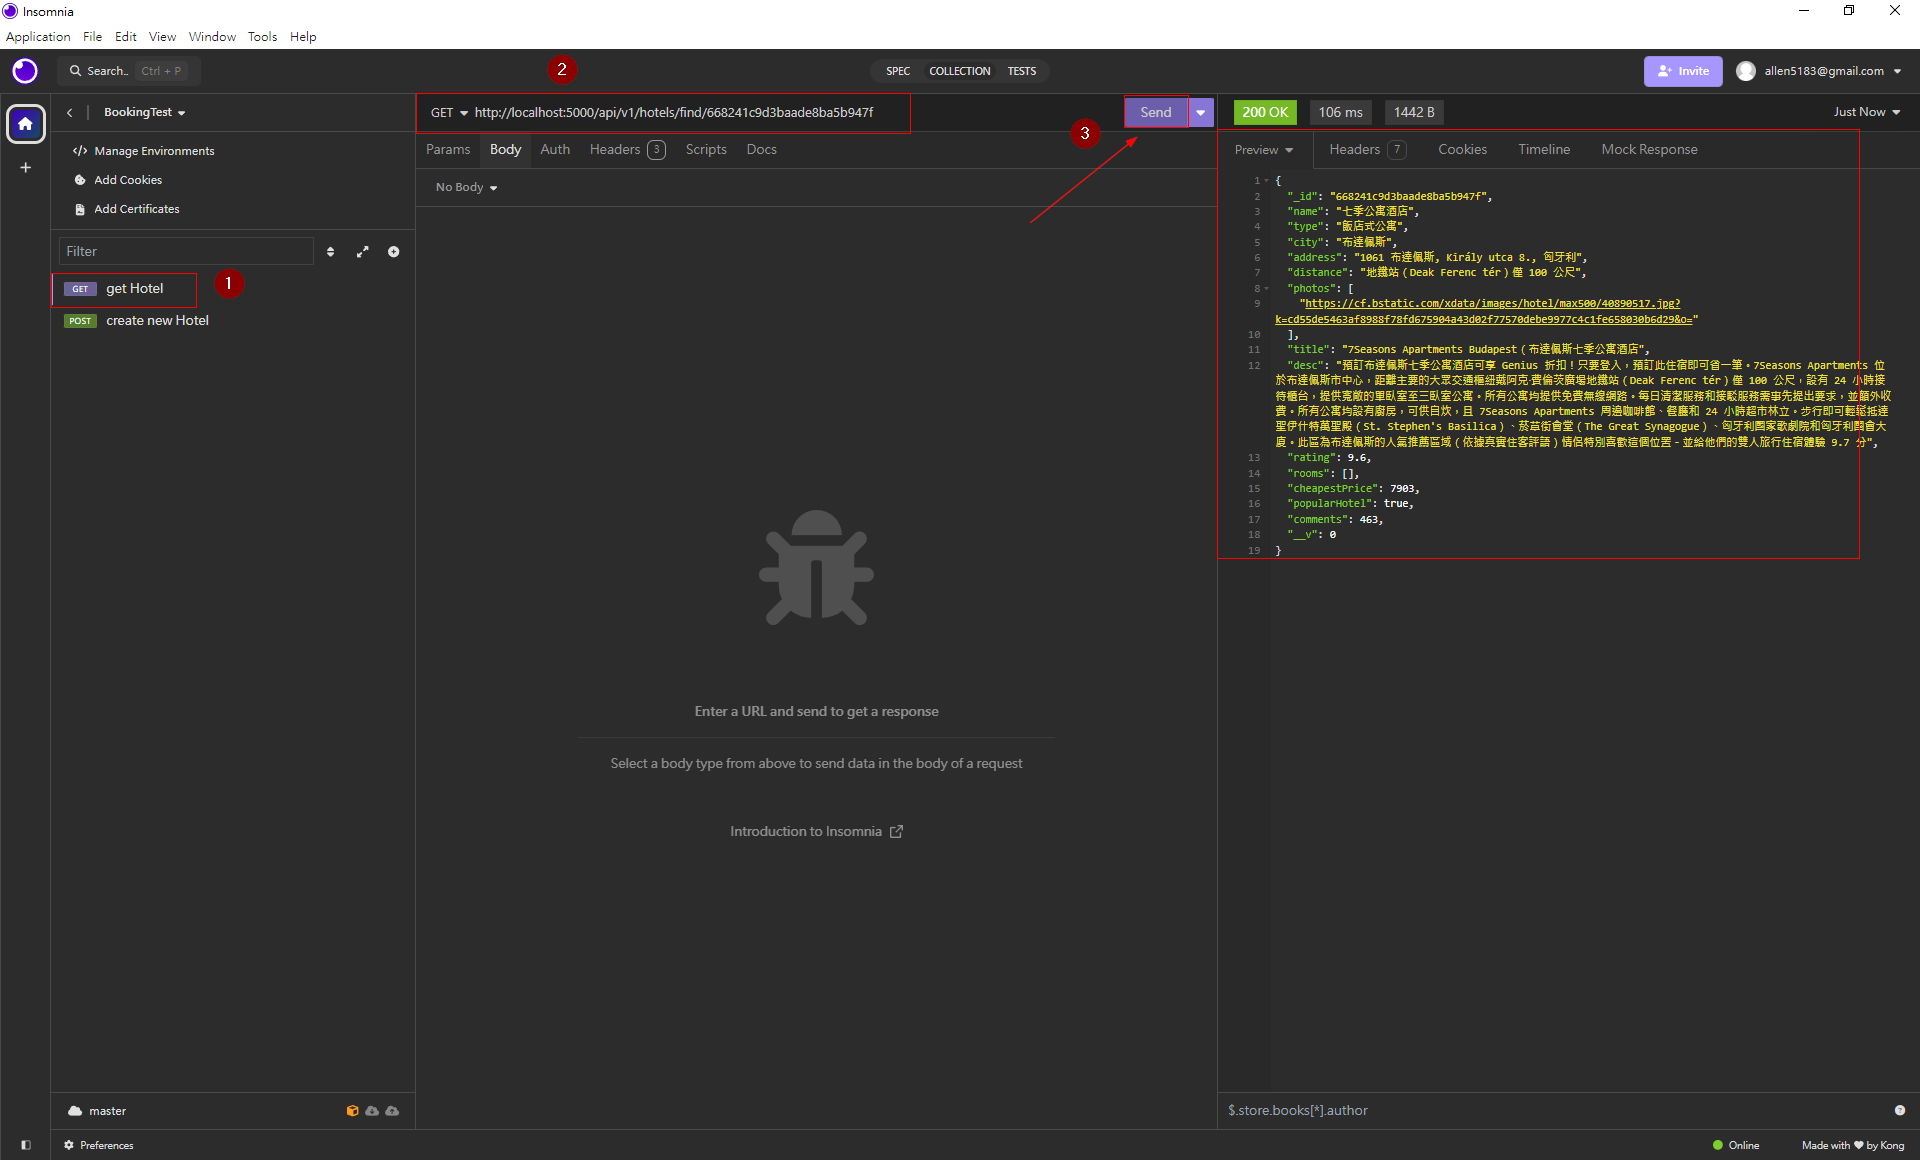 Insomnia
Application File Edit View Window Tools Help
Search.. Ctrl + P
2
SPEC COLLECTION TESTS
Invite
allen5183@gmail.com
BookingTest
GET http://localhost:5000/api/v1/hotels/find/668241c9d3baade8ba5b947f
Send
200 OK 106 ms 1442 B
Just Now
3
Manage Environments
Add Cookies
Add Certificates
Params Body Auth Headers 3 Scripts Docs
Preview Headers 7 Cookies Timeline Mock Response
No Body
Filter
GET get Hotel
1
POST create new Hotel
1 {
2 "_id": "668241c9d3baade8ba5b947f",
3 "name": "七季公寓酒店",
4 "type": "飯店式公寓",
5 "city": "布達佩斯",
6 "address": "1061 布達佩斯, Király utca 8., 匈牙利",
7 "distance": "地鐵站（Deak Ferenc tér）僅 100 公尺",
8 "photos": [
9 "https://cf.bstatic.com/xdata/images/hotel/max500/40890517.jpg?
k=cd55de5463af8988f78fd675904a43d02f77570debe9977c4c1fe658030b6d29&o="
10 ],
11 "title": "7Seasons Apartments Budapest（布達佩斯七季公寓酒店",
12 "desc": "預訂布達佩斯七季公寓酒店可享 Genius 折扣！只要登入，預訂此住宿即可省一筆。7Seasons Apartments 位
於布達佩斯市中心，距離主要的大眾交通樞紐戴阿克·費倫茨廣場地鐵站（Deak Ferenc tér）僅 100 公尺，設有 24 小時接
待櫃台，提供寬敞的單臥室至三臥室公寓。所有公寓均提供免費無線網路。每日清潔服務和接駁服務需事先提出要求，並額外收
費。所有公寓均設有廚房，可供自炊，且 7Seasons Apartments 周邊咖啡館、餐廳和 24 小時超市林立。步行即可輕鬆抵達
聖伊什特萬聖殿（St. Stephen's Basilica）、菸草街會堂（The Great Synagogue）、匈牙利國家歌劇院和匈牙利國會大
廈。此區為布達佩斯的人氣推薦區域（依據真實住客評語）情侶特別喜歡這個位置 - 並給他們的雙人旅行住宿體驗 9.7 分",
13 "rating": 9.6,
14 "rooms": [],
15 "cheapestPrice": 7903,
16 "popularHotel": true,
17 "comments": 463,
18 "__v": 0
19 }
Enter a URL and send to get a response
Select a body type from above to send data in the body of a request
Introduction to Insomnia
master
$.store.books[*].author
Preferences
Online
Made with ♥ by Kong